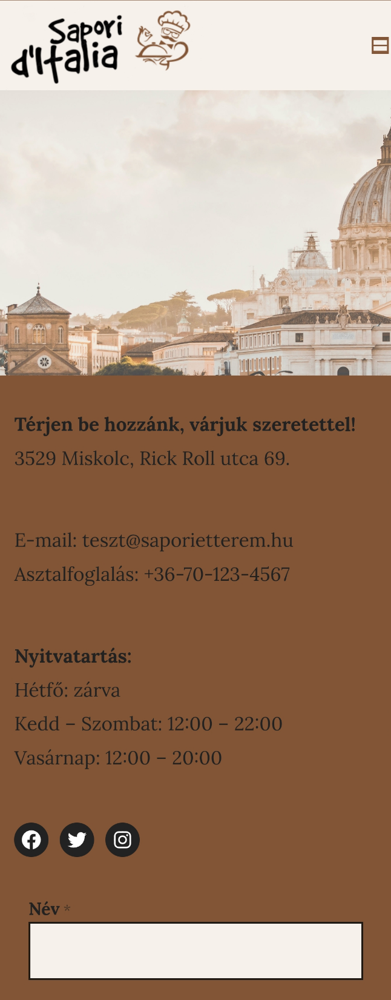 Sapori
d'Italia
Térjen be hozzánk, várjuk szeretettel!
3529 Miskolc, Rick Roll utca 69.
E-mail: teszt@saporietterem.hu
Asztalfoglalás: +36-70-123-4567
Nyitvatartás:
Hétfő: zárva
Kedd – Szombat: 12:00 – 22:00
Vasárnap: 12:00 – 20:00
Név *